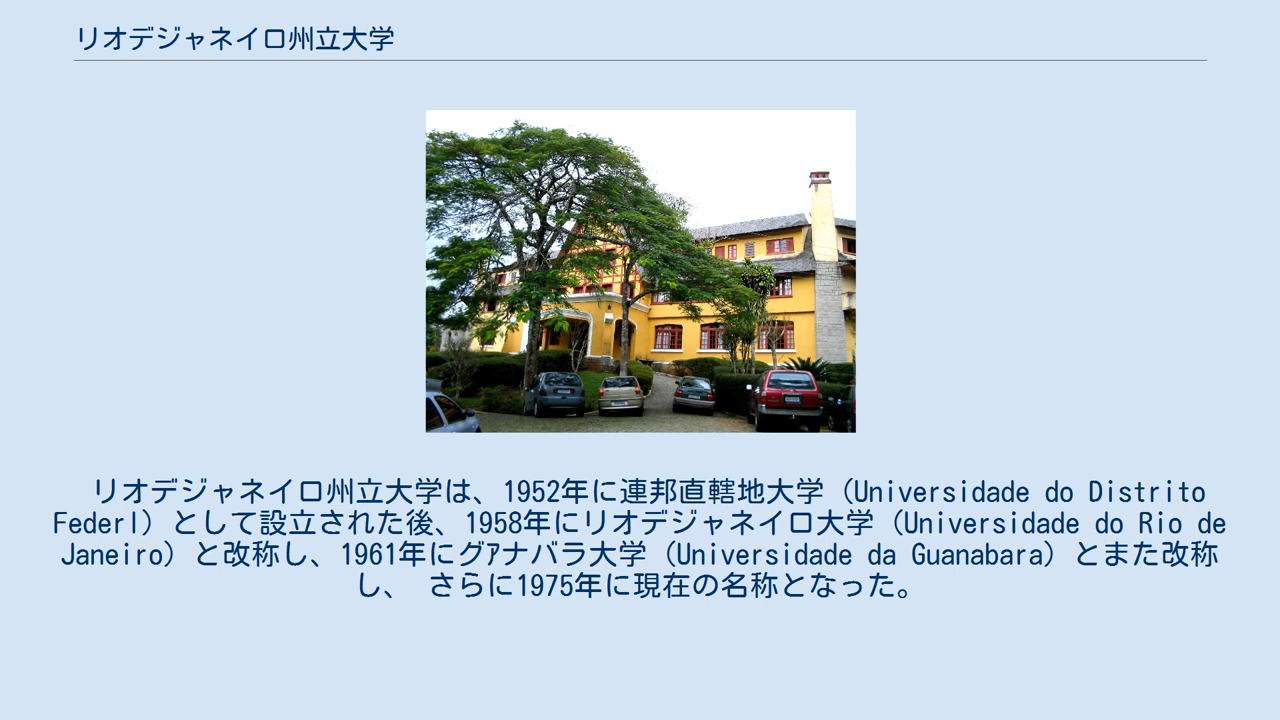 リオデジャネイロ州立大学
リオデジャネイロ州立大学は、1952年に連邦直轄地大学（Universidade do Distrito
Federl）として設立された後、1958年にリオデジャネイロ大学（Universidade do Rio de
Janeiro）と改称し、1961年にグｱナバラ大学（Universidade da Guanabara）とまた改称
し、 さらに1975年に現在の名称となった。